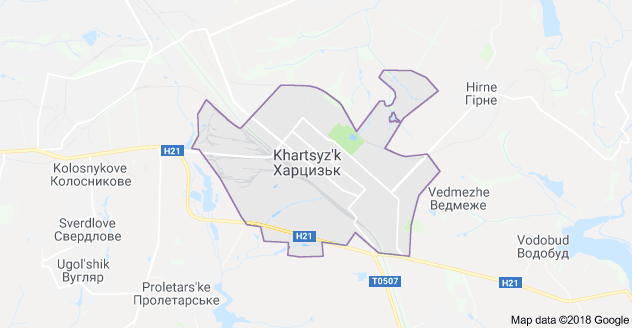 Hirne
Гірне
H21
Khartsyz'k
Харцизьк
Kolosnykove
Колосникове
Vedmezhe
Ведмеже
Sverdlove
Свердлове
H21
Vodobud
Водобуд
Ugol'shik
Вугляр
T0507
H21
Proletars'ke
Пролетарське
Map data ©2018 Google